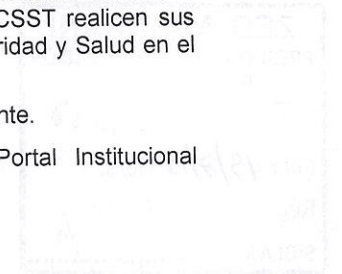 CSST realicen sus
ridad y Salud en el
nte.
Portal Institucional